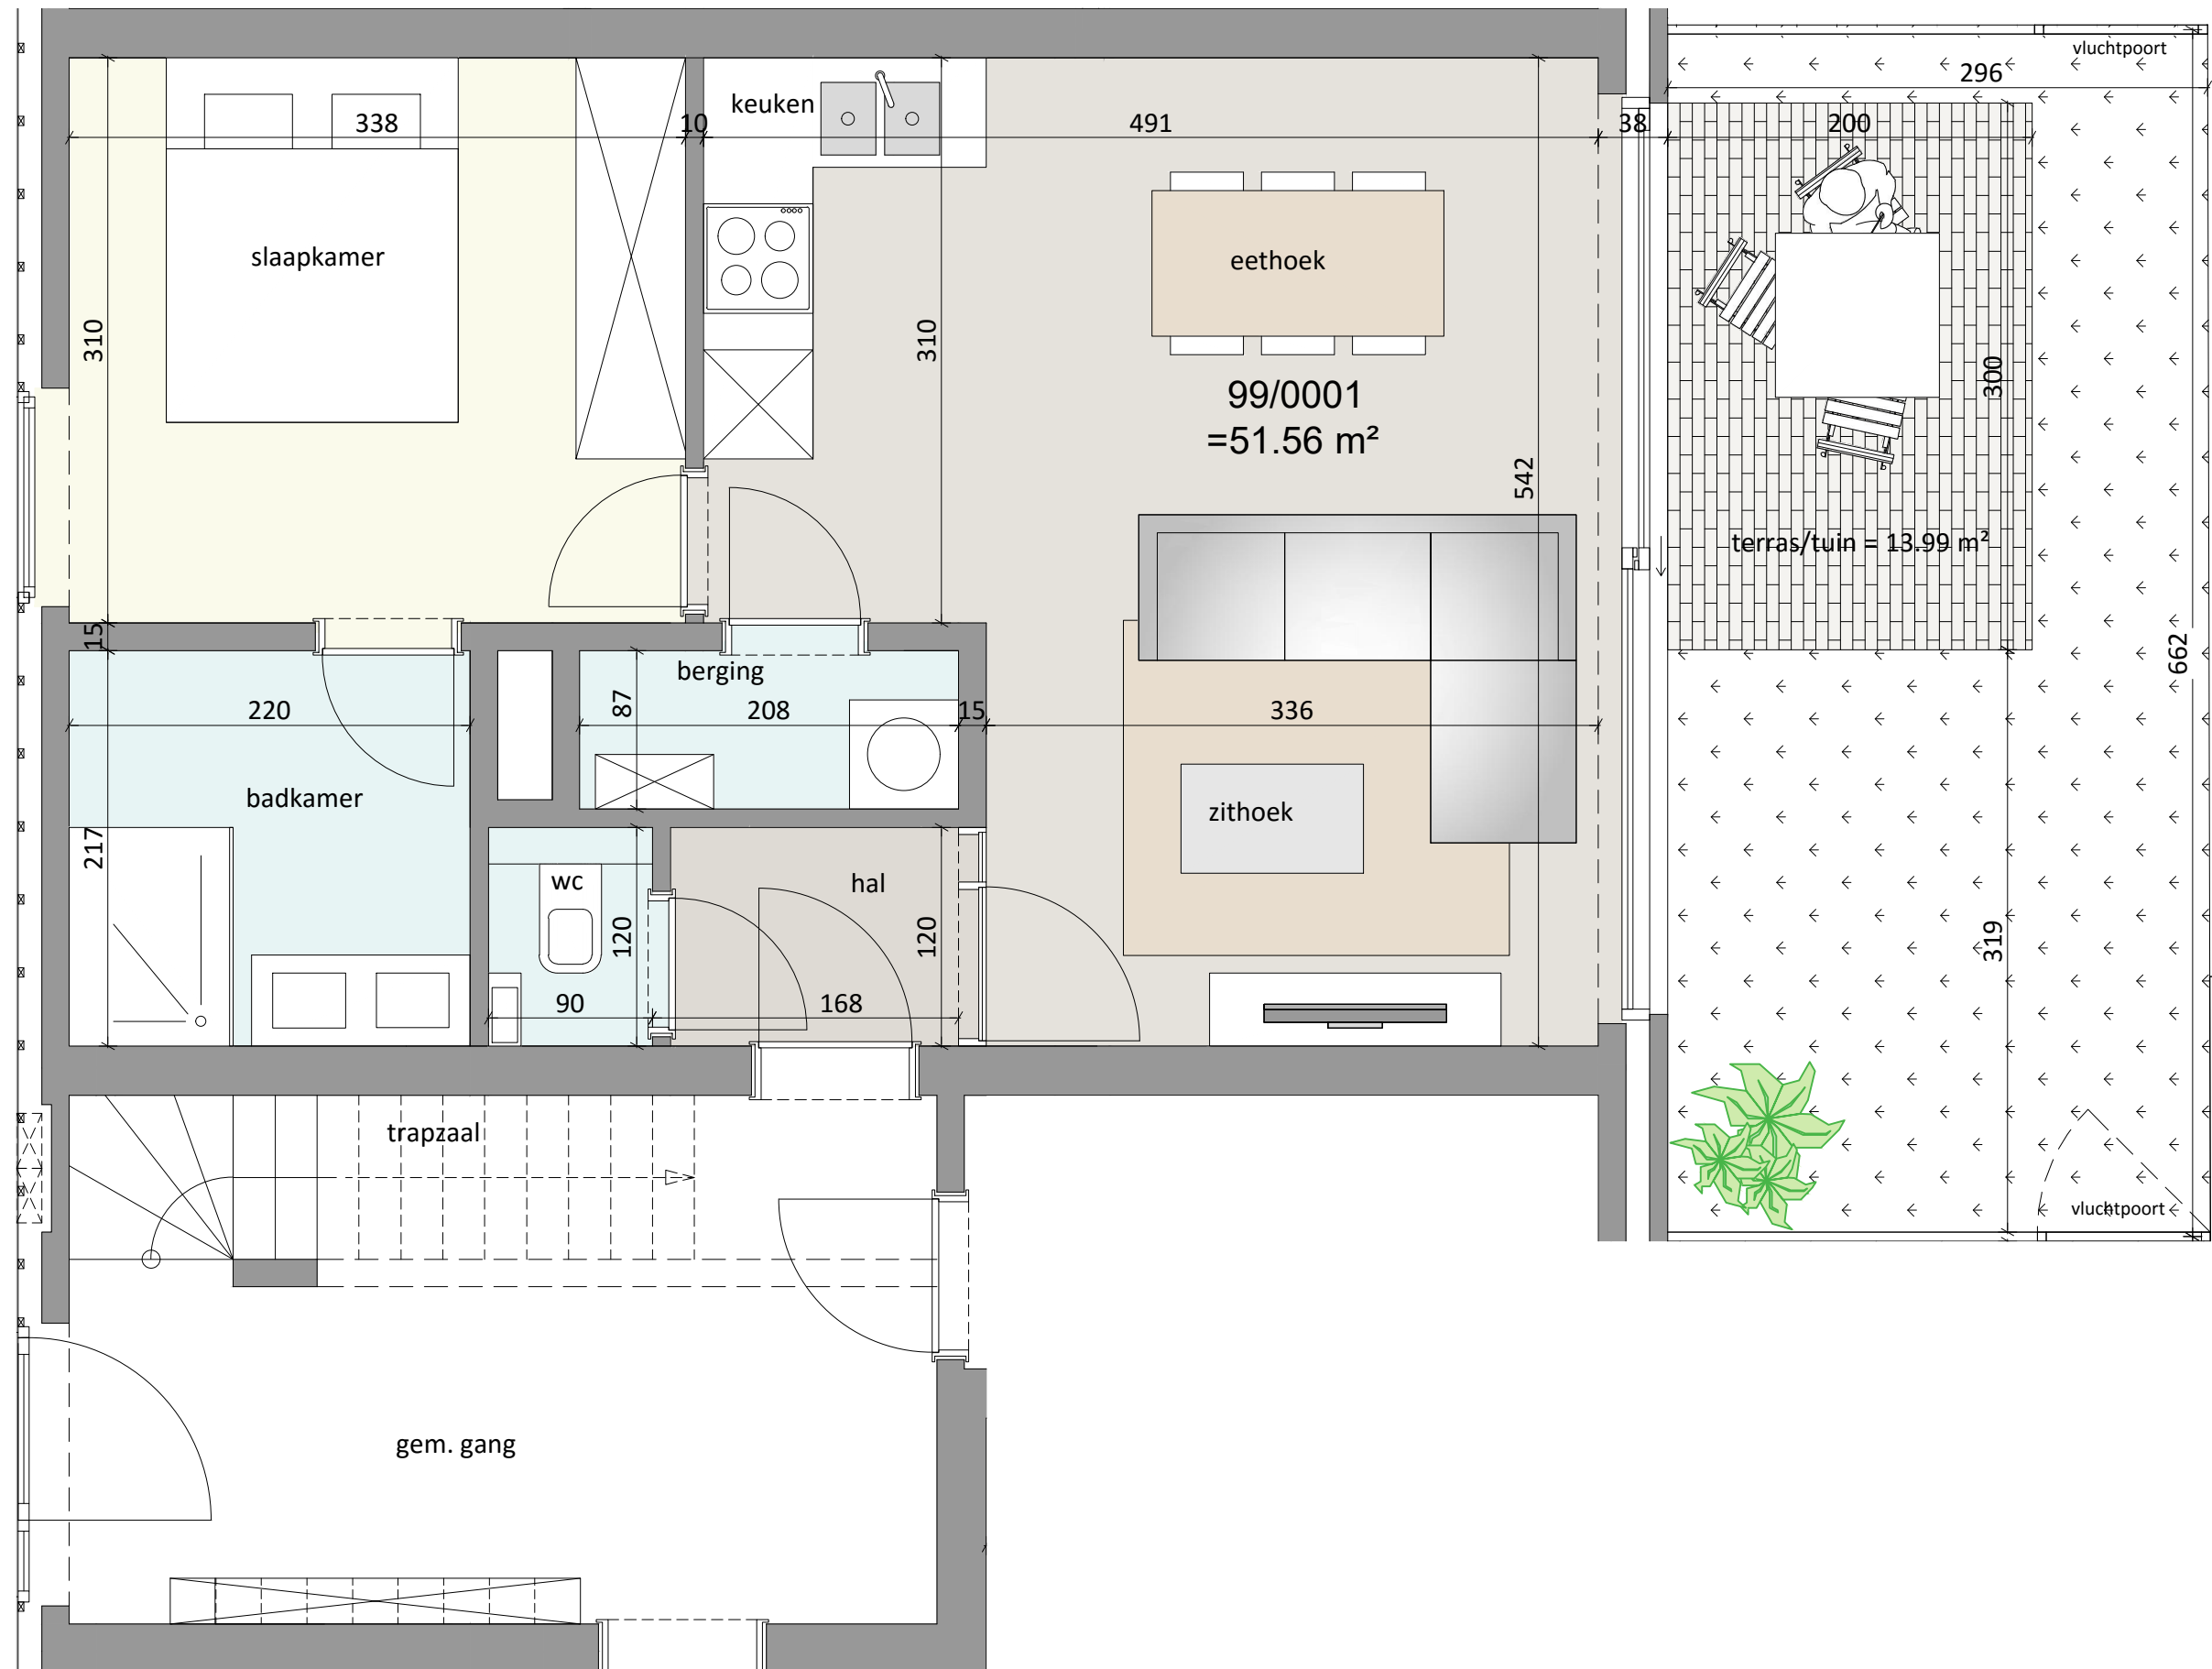 vluchtpoort
296
keuken
338
10
491
38
200
slaapkamer
eethoek
310
310
300
99/0001
=51.56 m²
542
terras/tuin = 13.99 m²
15
662
berging
220
87
208
15
336
badkamer
zithoek
217
wc
hal
120
120
319
90
168
trapzaal
vluchtpoort
gem. gang